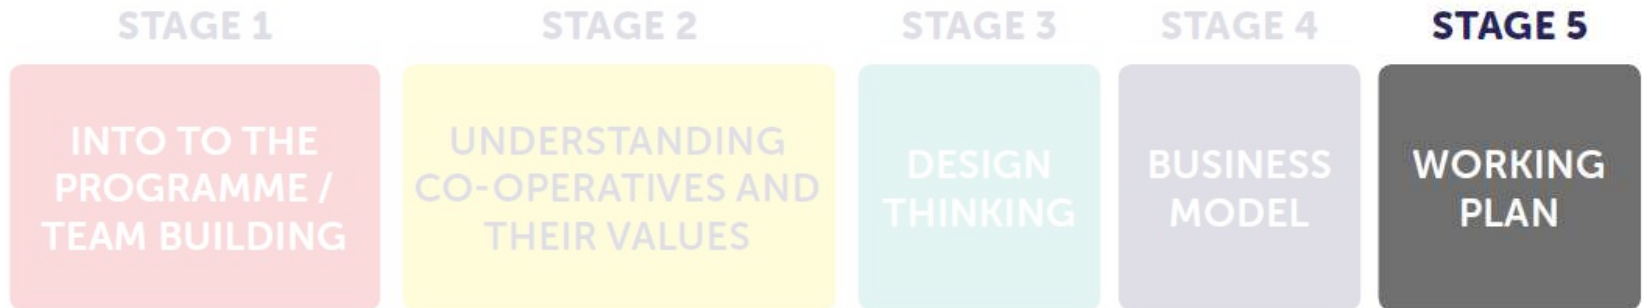 STAGE 1
INTO TO THE
PROGRAMME /
TEAM BUILDING
STAGE 2
UNDERSTANDING
CO-OPERATIVES AND
THEIR VALUES
STAGE 3
DESIGN
THINKING
STAGE 4
BUSINESS
MODEL
STAGE 5
WORKING
PLAN